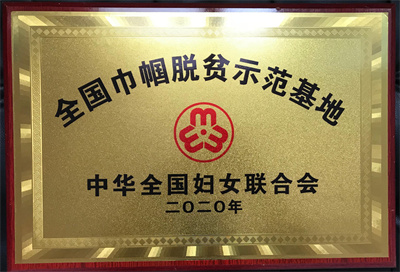 全国巾帼脱贫示范基地
中华全国妇女联合会
二〇二〇年